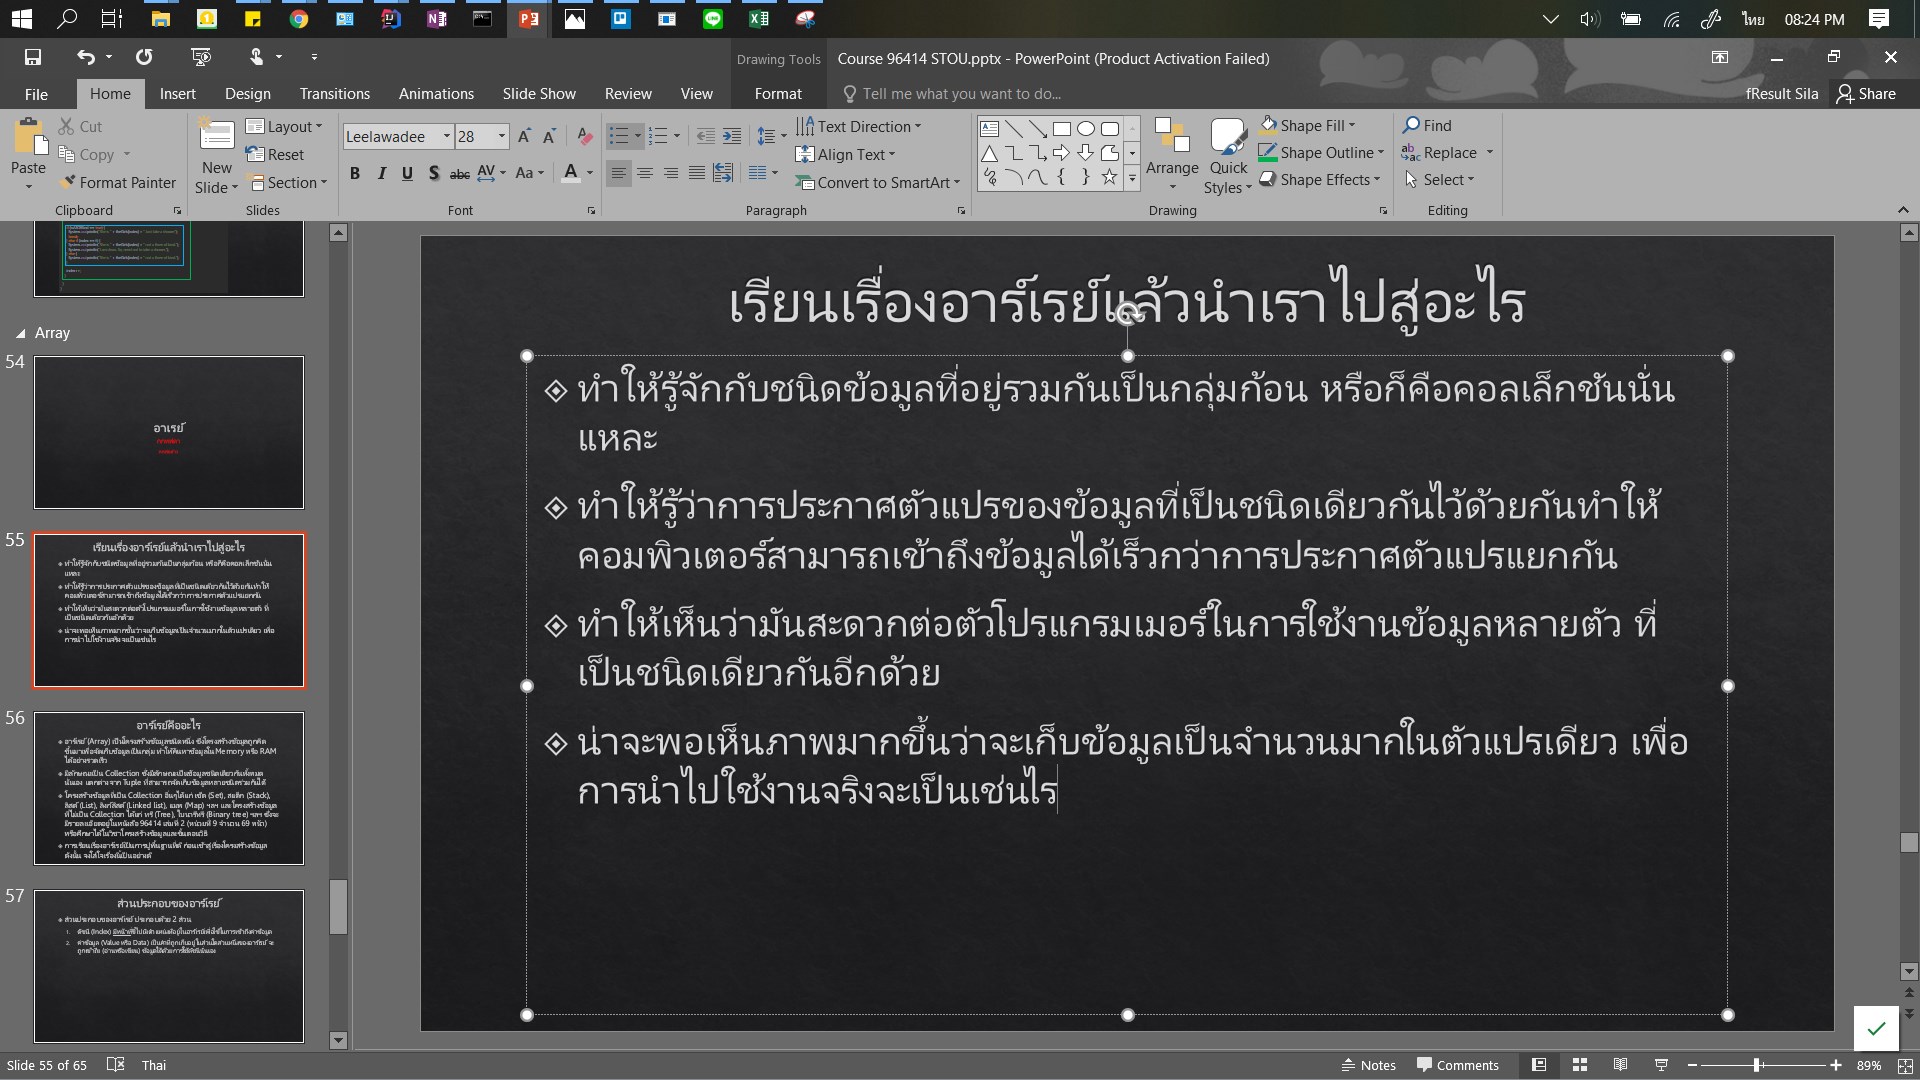 ไทย
08:24 PM
Drawing Tools
Course 96414 STOU.pptx - PowerPoint (Product Activation Failed)
File
Home
Insert
Design
Transitions
Animations
Slide Show
Review
View
Format
Tell me what you want to do...
fResult Sila
Share
Paste
Cut
Copy
Format Painter
Clipboard
New Slide
Layout
Reset
Section
Slides
Leelawadee
28
Font
Text Direction
Align Text
Convert to SmartArt
Paragraph
Arrange
Quick Styles
Shape Fill
Shape Outline
Shape Effects
Drawing
Find
Replace
Select
Editing
Array
54
อาเรย์
55
เรียนเรื่องอาร์เรย์แล้วนำเราไปสู่อะไร
56
อาร์เรย์คืออะไร
57
ส่วนประกอบของอาร์เรย์
เรียนเรื่องอาร์เรย์แล้วนำเราไปสู่อะไร
ทำให้รู้จักกับชนิดข้อมูลที่อยู่รวมกันเป็นกลุ่มก้อน หรือก็คือคอลเล็กชันนั่น
แหละ
ทำให้รู้ว่าการประกาศตัวแปรของข้อมูลที่เป็นชนิดเดียวกันไว้ด้วยกันทำให้
คอมพิวเตอร์สามารถเข้าถึงข้อมูลได้เร็วกว่าการประกาศตัวแปรแยกกัน
ทำให้เห็นว่ามันสะดวกต่อตัวโปรแกรมเมอร์ในการใช้งานข้อมูลหลายตัว ที่
เป็นชนิดเดียวกันอีกด้วย
น่าจะพอเห็นภาพมากขึ้นว่าจะเก็บข้อมูลเป็นจำนวนมากในตัวแปรเดียว เพื่อ
การนำไปใช้งานจริงจะเป็นเช่นไร
Slide 55 of 65
Thai
Notes
Comments
89%